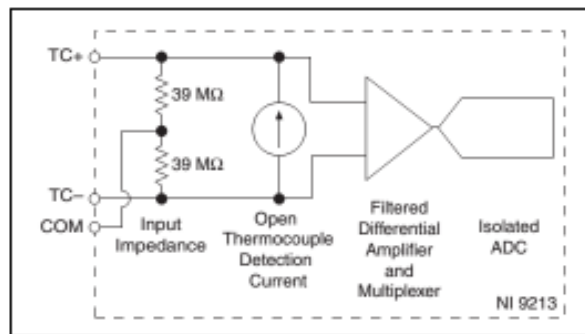 TC+
39 MΩ
39 MΩ
TC–
COM
Input
Impedance
Open
Thermocouple
Detection
Current
Filtered
Differential
Amplifier
and
Multiplexer
Isolated
ADC
NI 9213